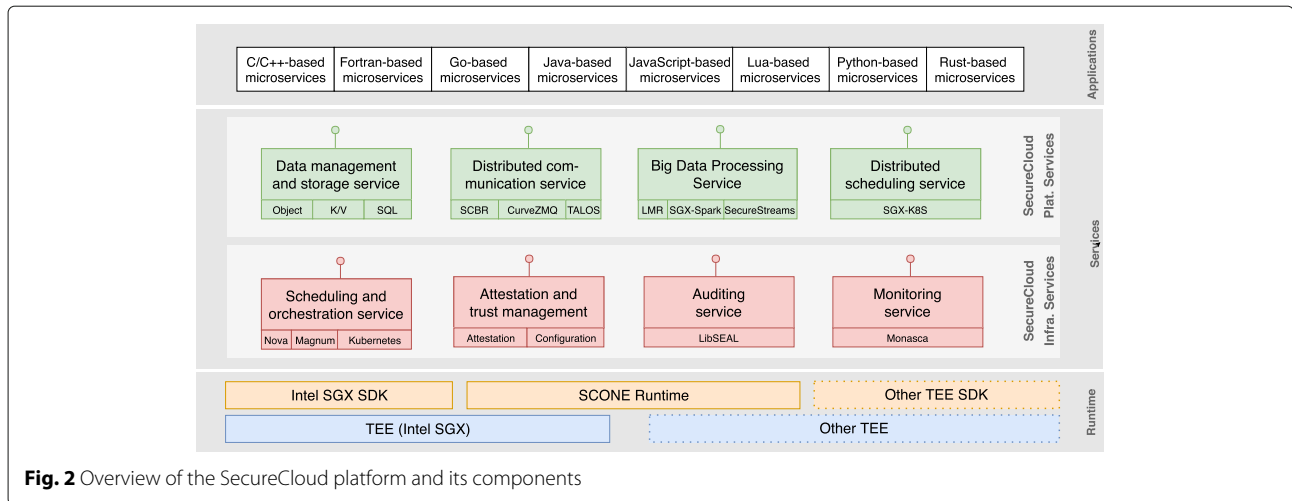 C/C++-based
microservices
Fortran-based
microservices
Go-based
microservices
Java-based
microservices
JavaScript-based
microservices
Lua-based
microservices
Python-based
microservices
Rust-based
microservices
Applications
Data management
and storage service
Object
K/V
SQL
Distributed com-
munication service
SCBR
CurveZMQ
TALOS
Big Data Processing
Service
LMR
SGX-Spark
SecureStreams
Distributed
scheduling service
SGX-K8S
SecureCloud
Plat. Services
Services
Scheduling and
orchestration service
Nova
Magnum
Kubernetes
Attestation and
trust management
Attestation
Configuration
Auditing
service
LibSEAL
Monitoring
service
Monasca
SecureCloud
Infra. Services
Intel SGX SDK
SCONE Runtime
Other TEE SDK
TEE (Intel SGX)
Other TEE
Runtime
Fig. 2 Overview of the SecureCloud platform and its components